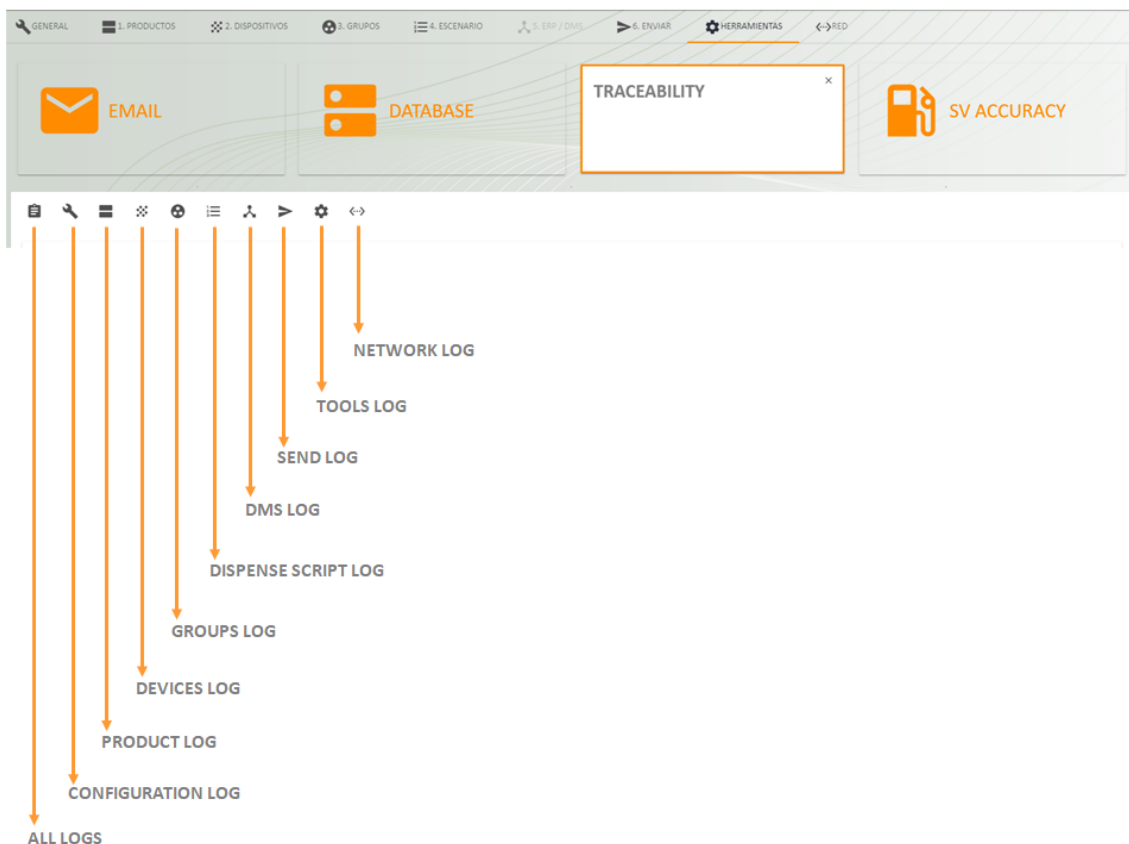 GENERAL
1. PRODUCTOS
2. DISPOSITIVOS
3. GRUPOS
4. ESCENARIO
5. ERP / DMS
6. ENVIAR
HERRAMIENTAS
RED
EMAIL
DATABASE
TRACEABILITY
×
SV ACCURACY
NETWORK LOG
TOOLS LOG
SEND LOG
DMS LOG
DISPENSE SCRIPT LOG
GROUPS LOG
DEVICES LOG
PRODUCT LOG
CONFIGURATION LOG
ALL LOGS